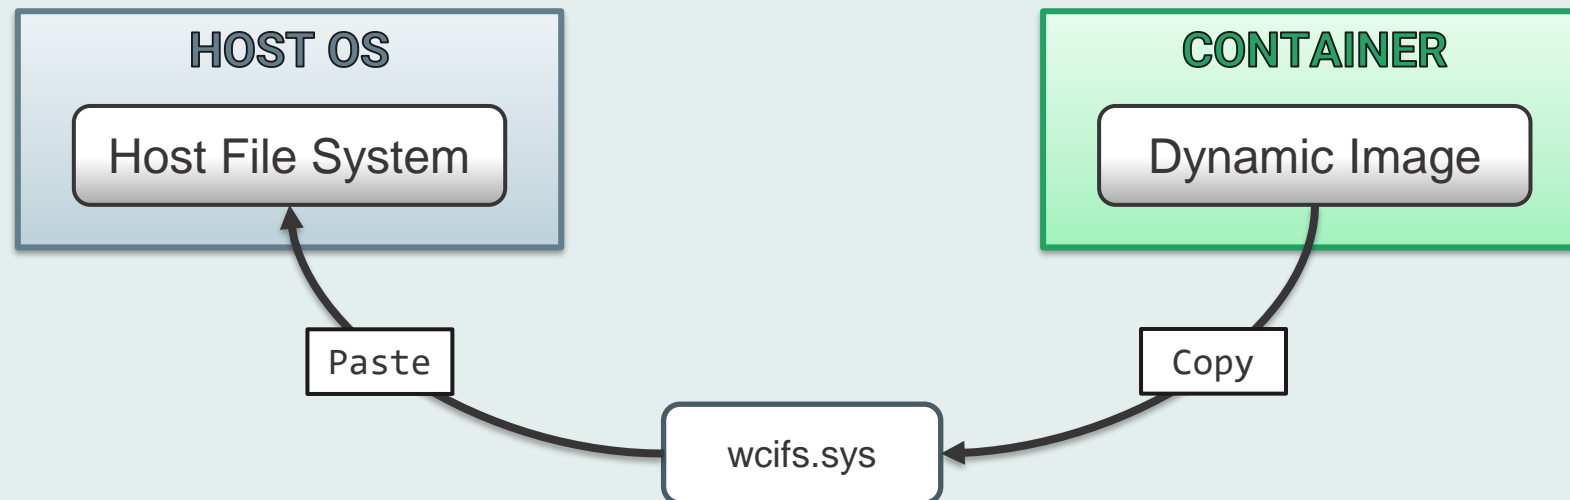 HOST OS
Host File System
CONTAINER
Dynamic Image
Paste
Copy
wcifs.sys